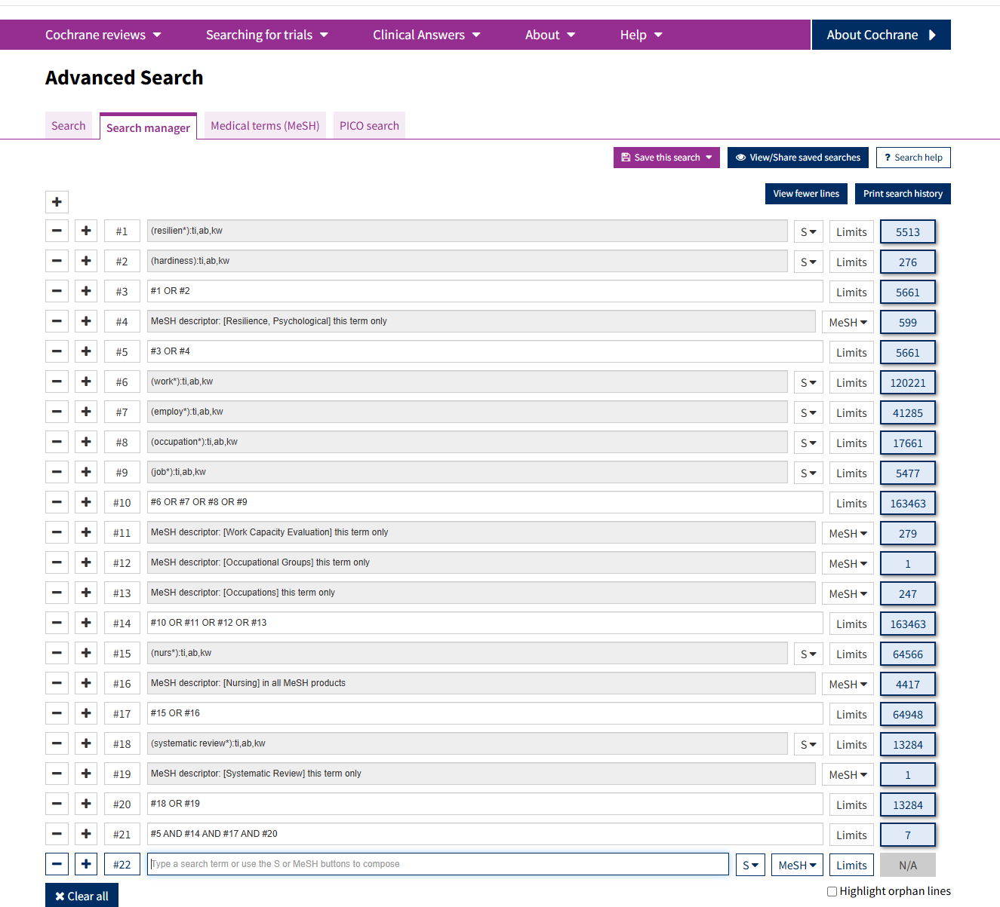 Cochrane reviews Searching for trials Clinical Answers About Help About Cochrane
Advanced Search
Search Search manager Medical terms (MeSH) PICO search
Save this search View/Share saved searches ? Search help
View fewer lines Print search history
+
− + #1 (resilien*):ti,ab,kw S Limits 5513
− + #2 (hardiness):ti,ab,kw S Limits 276
− + #3 #1 OR #2 Limits 5661
− + #4 MeSH descriptor: [Resilience, Psychological] this term only MeSH 599
− + #5 #3 OR #4 Limits 5661
− + #6 (work*):ti,ab,kw S Limits 120221
− + #7 (employ*):ti,ab,kw S Limits 41285
− + #8 (occupation*):ti,ab,kw S Limits 17661
− + #9 (job*):ti,ab,kw S Limits 5477
− + #10 #6 OR #7 OR #8 OR #9 Limits 163463
− + #11 MeSH descriptor: [Work Capacity Evaluation] this term only MeSH 279
− + #12 MeSH descriptor: [Occupational Groups] this term only MeSH 1
− + #13 MeSH descriptor: [Occupations] this term only MeSH 247
− + #14 #10 OR #11 OR #12 OR #13 Limits 163463
− + #15 (nurs*):ti,ab,kw S Limits 64566
− + #16 MeSH descriptor: [Nursing] in all MeSH products MeSH 4417
− + #17 #15 OR #16 Limits 64948
− + #18 (systematic review*):ti,ab,kw S Limits 13284
− + #19 MeSH descriptor: [Systematic Review] this term only MeSH 1
− + #20 #18 OR #19 Limits 13284
− + #21 #5 AND #14 AND #17 AND #20 Limits 7
− + #22 Type a search term or use the S or MeSH buttons to compose S MeSH Limits N/A
Clear all Highlight orphan lines